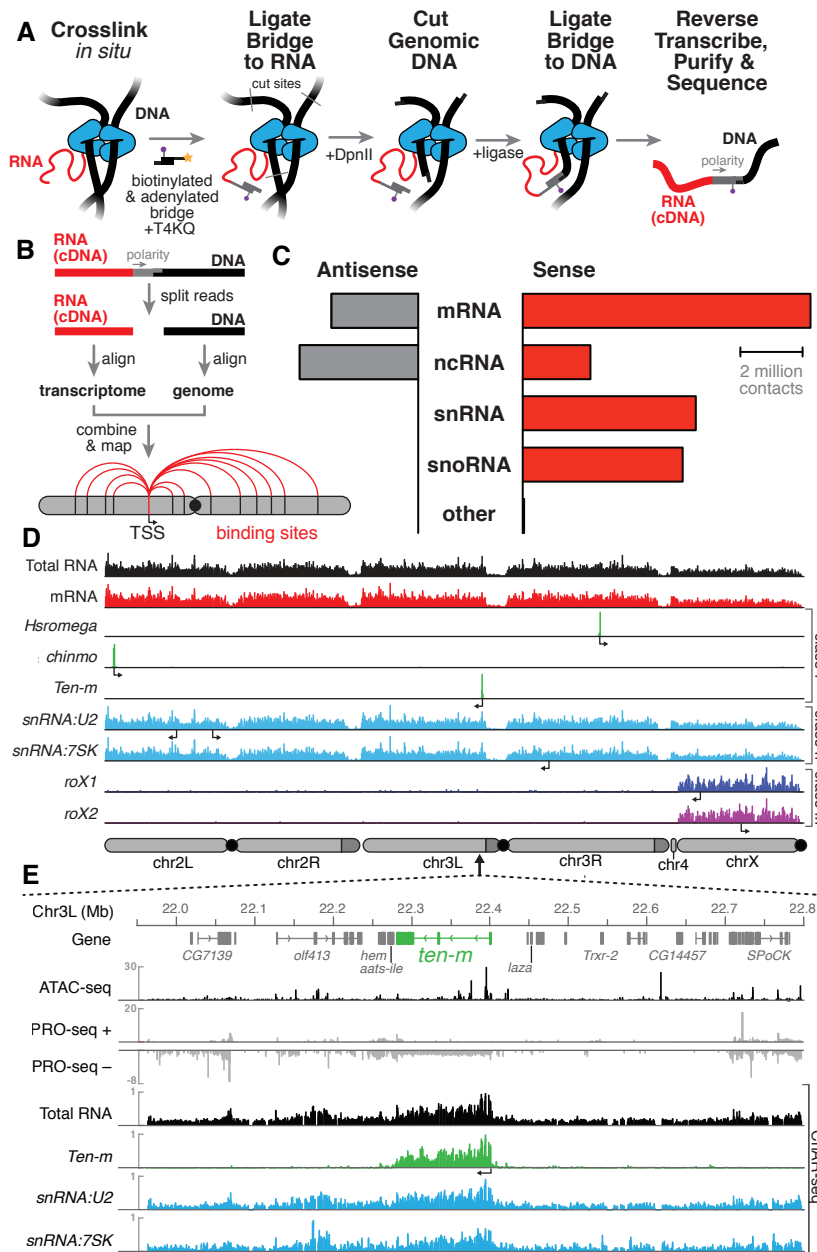 A
Crosslink
in situ
Ligate
Bridge
to RNA
Cut
Genomic
DNA
Ligate
Bridge
to DNA
Reverse
Transcribe,
Purify &
Sequence
cut sites
DNA
RNA
biotinylated
& adenylated
bridge
+T4KQ
+DpnII
+ligase
DNA
polarity
RNA
(cDNA)
B
RNA
(cDNA)
polarity
DNA
split reads
RNA
(cDNA)
DNA
align
align
transcriptome
genome
combine
& map
TSS
binding sites
C
Antisense
Sense
mRNA
ncRNA
snRNA
snoRNA
other
2 million
contacts
D
Total RNA
mRNA
Hsromega
chinmo
Ten-m
snRNA:U2
snRNA:7SK
roX1
roX2
chr2L
chr2R
chr3L
chr3R
chr4
chrX
E
Chr3L (Mb)
22.0
22.1
22.2
22.3
22.4
22.5
22.6
22.7
22.8
Gene
CG7139
olf413
hem
aats-ile
ten-m
laza
Trxr-2
CG14457
SPoCK
ATAC-seq
30
PRO-seq +
20
PRO-seq –
-8
Total RNA
1
Ten-m
1
snRNA:U2
1
snRNA:7SK
1